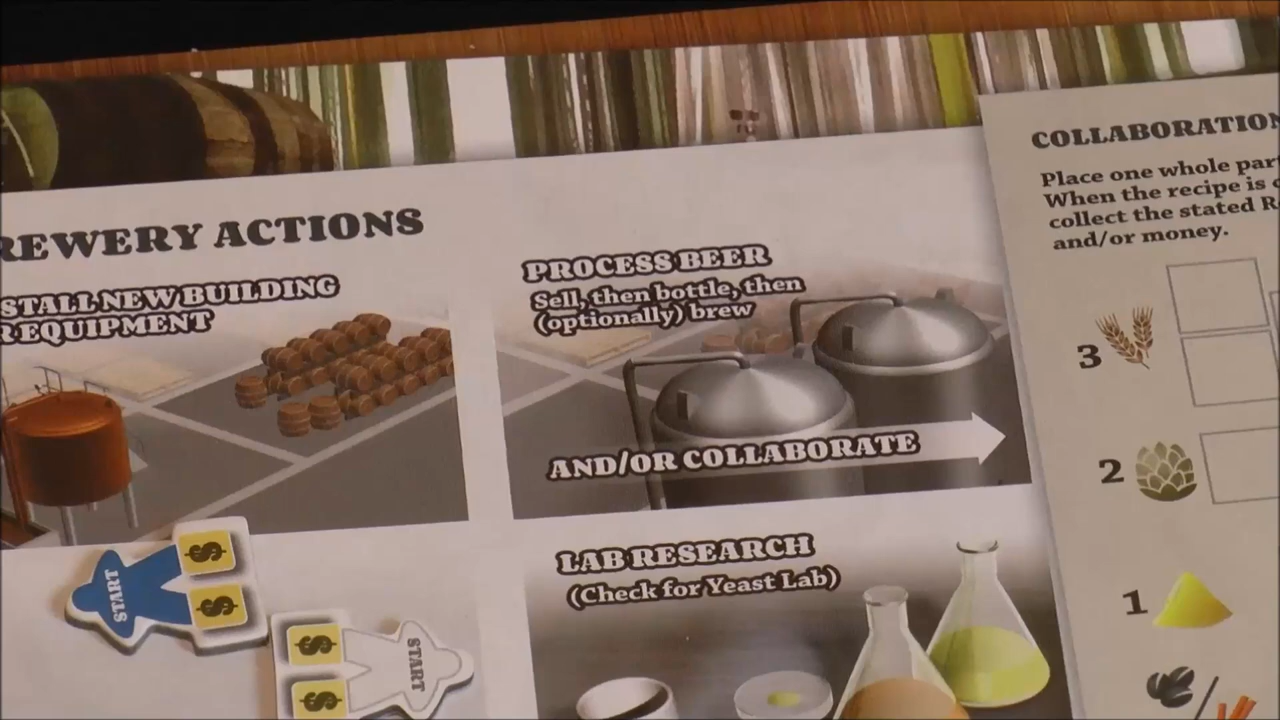 REWERY ACTIONS
STALL NEW BUILDING
R EQUIPMENT
START
$
$
$
$
START
PROCESS BEER
Sell, then bottle, then
(optionally) brew
AND/OR COLLABORATE
LAB RESEARCH
(Check for Yeast Lab)
COLLABORATION
Place one whole par
When the recipe is c
collect the stated R
and/or money.
3
2
1
/